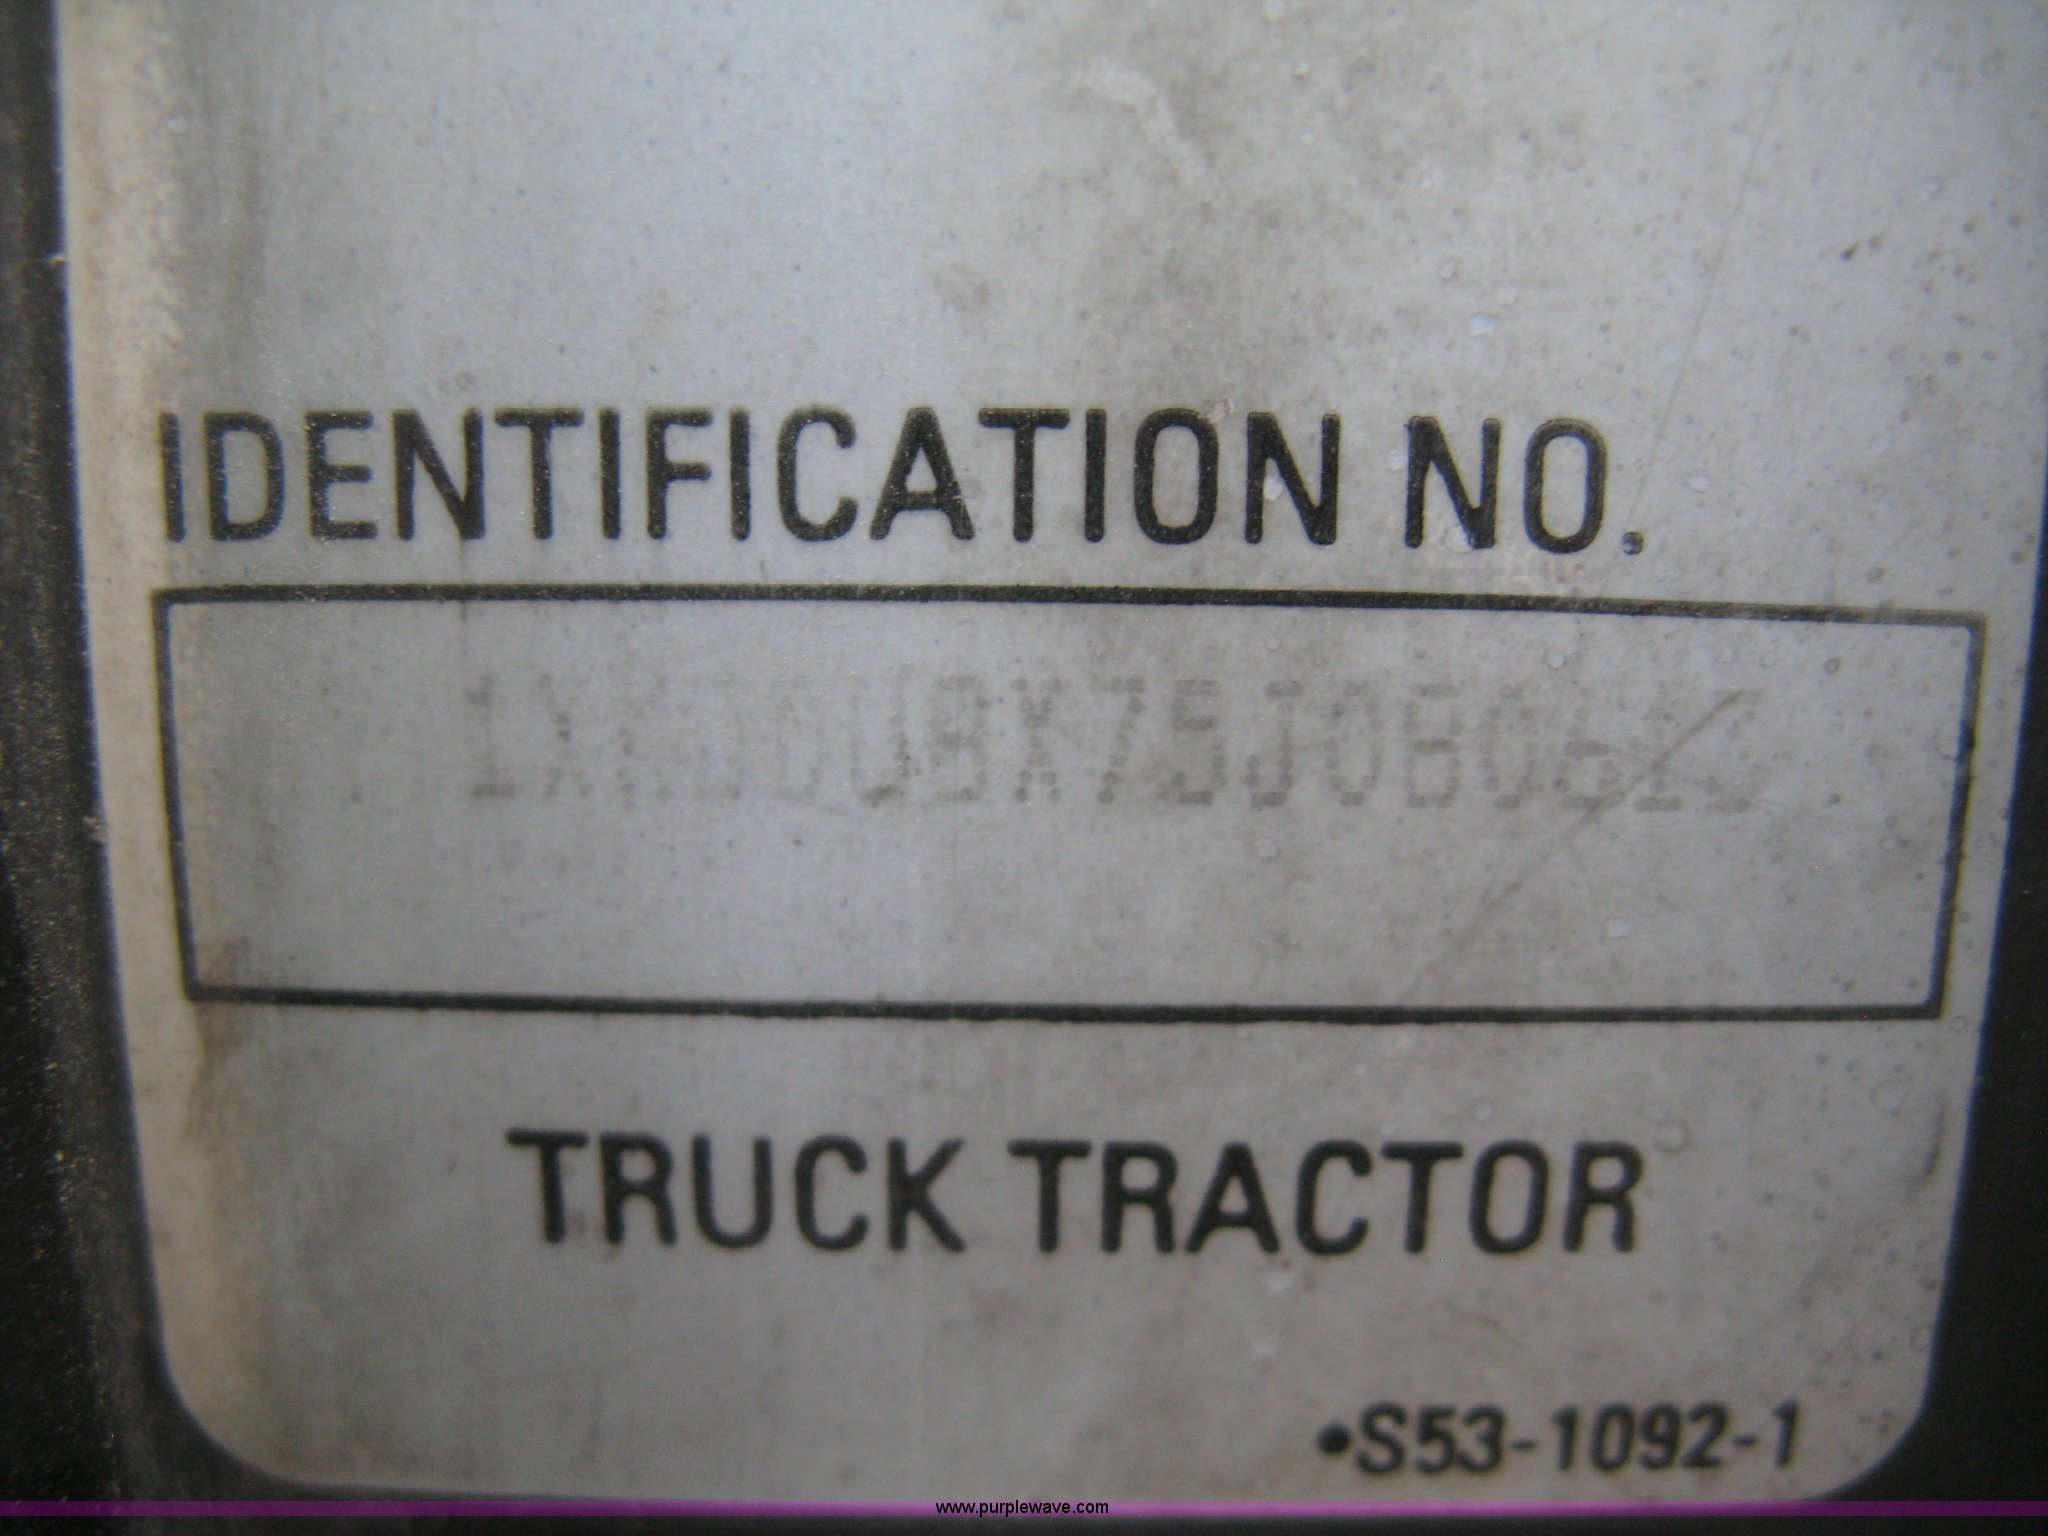 IDENTIFICATION NO.
TRUCK TRACTOR
•S53-1092-1
www.purplewave.com